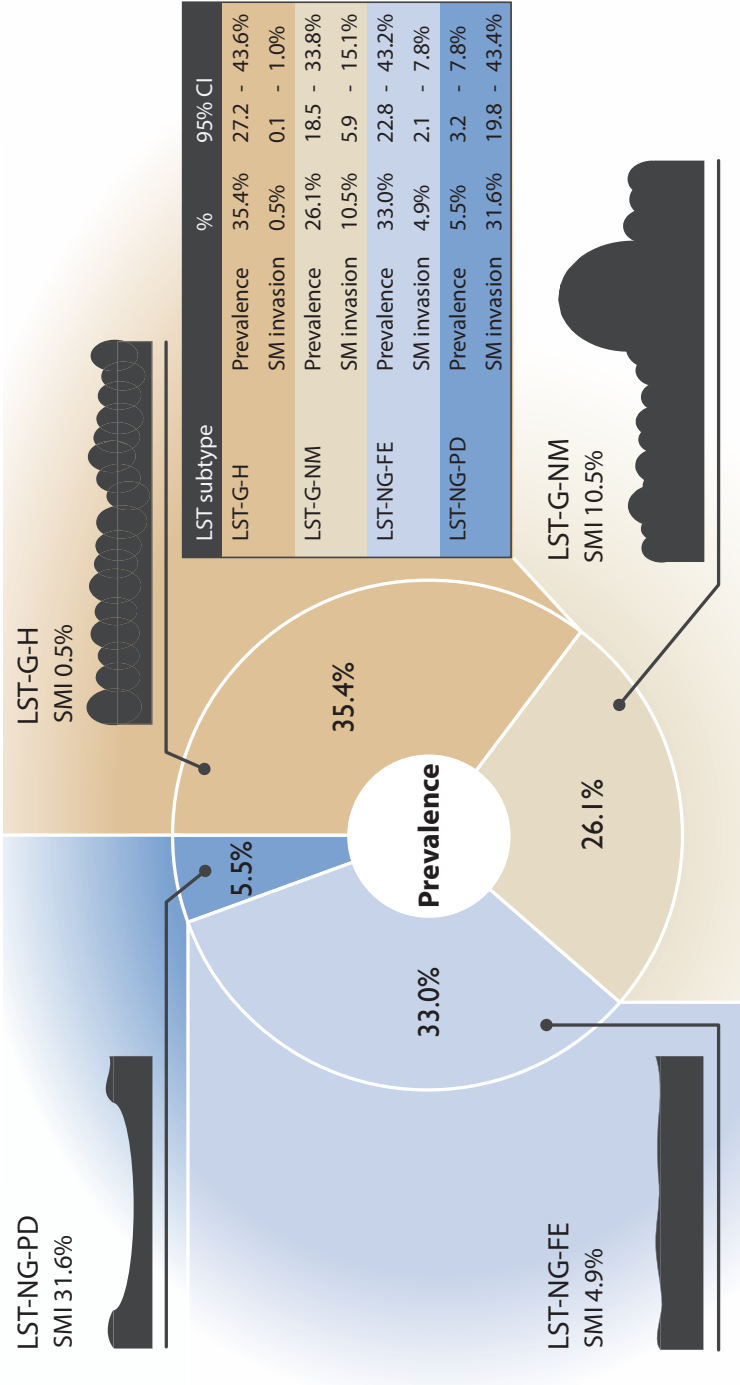 LST-NG-PD
SMI 31.6%
LST-G-H
SMI 0.5%
5.5%
35.4%
Prevalence
33.0%
26.1%
LST subtype % 95% CI
LST-G-H Prevalence 35.4% 27.2 - 43.6%
SM invasion 0.5% 0.1 - 1.0%
LST-G-NM Prevalence 26.1% 18.5 - 33.8%
SM invasion 10.5% 5.9 - 15.1%
LST-NG-FE Prevalence 33.0% 22.8 - 43.2%
SM invasion 4.9% 2.1 - 7.8%
LST-NG-PD Prevalence 5.5% 3.2 - 7.8%
SM invasion 31.6% 19.8 - 43.4%
LST-NG-FE
SMI 4.9%
LST-G-NM
SMI 10.5%